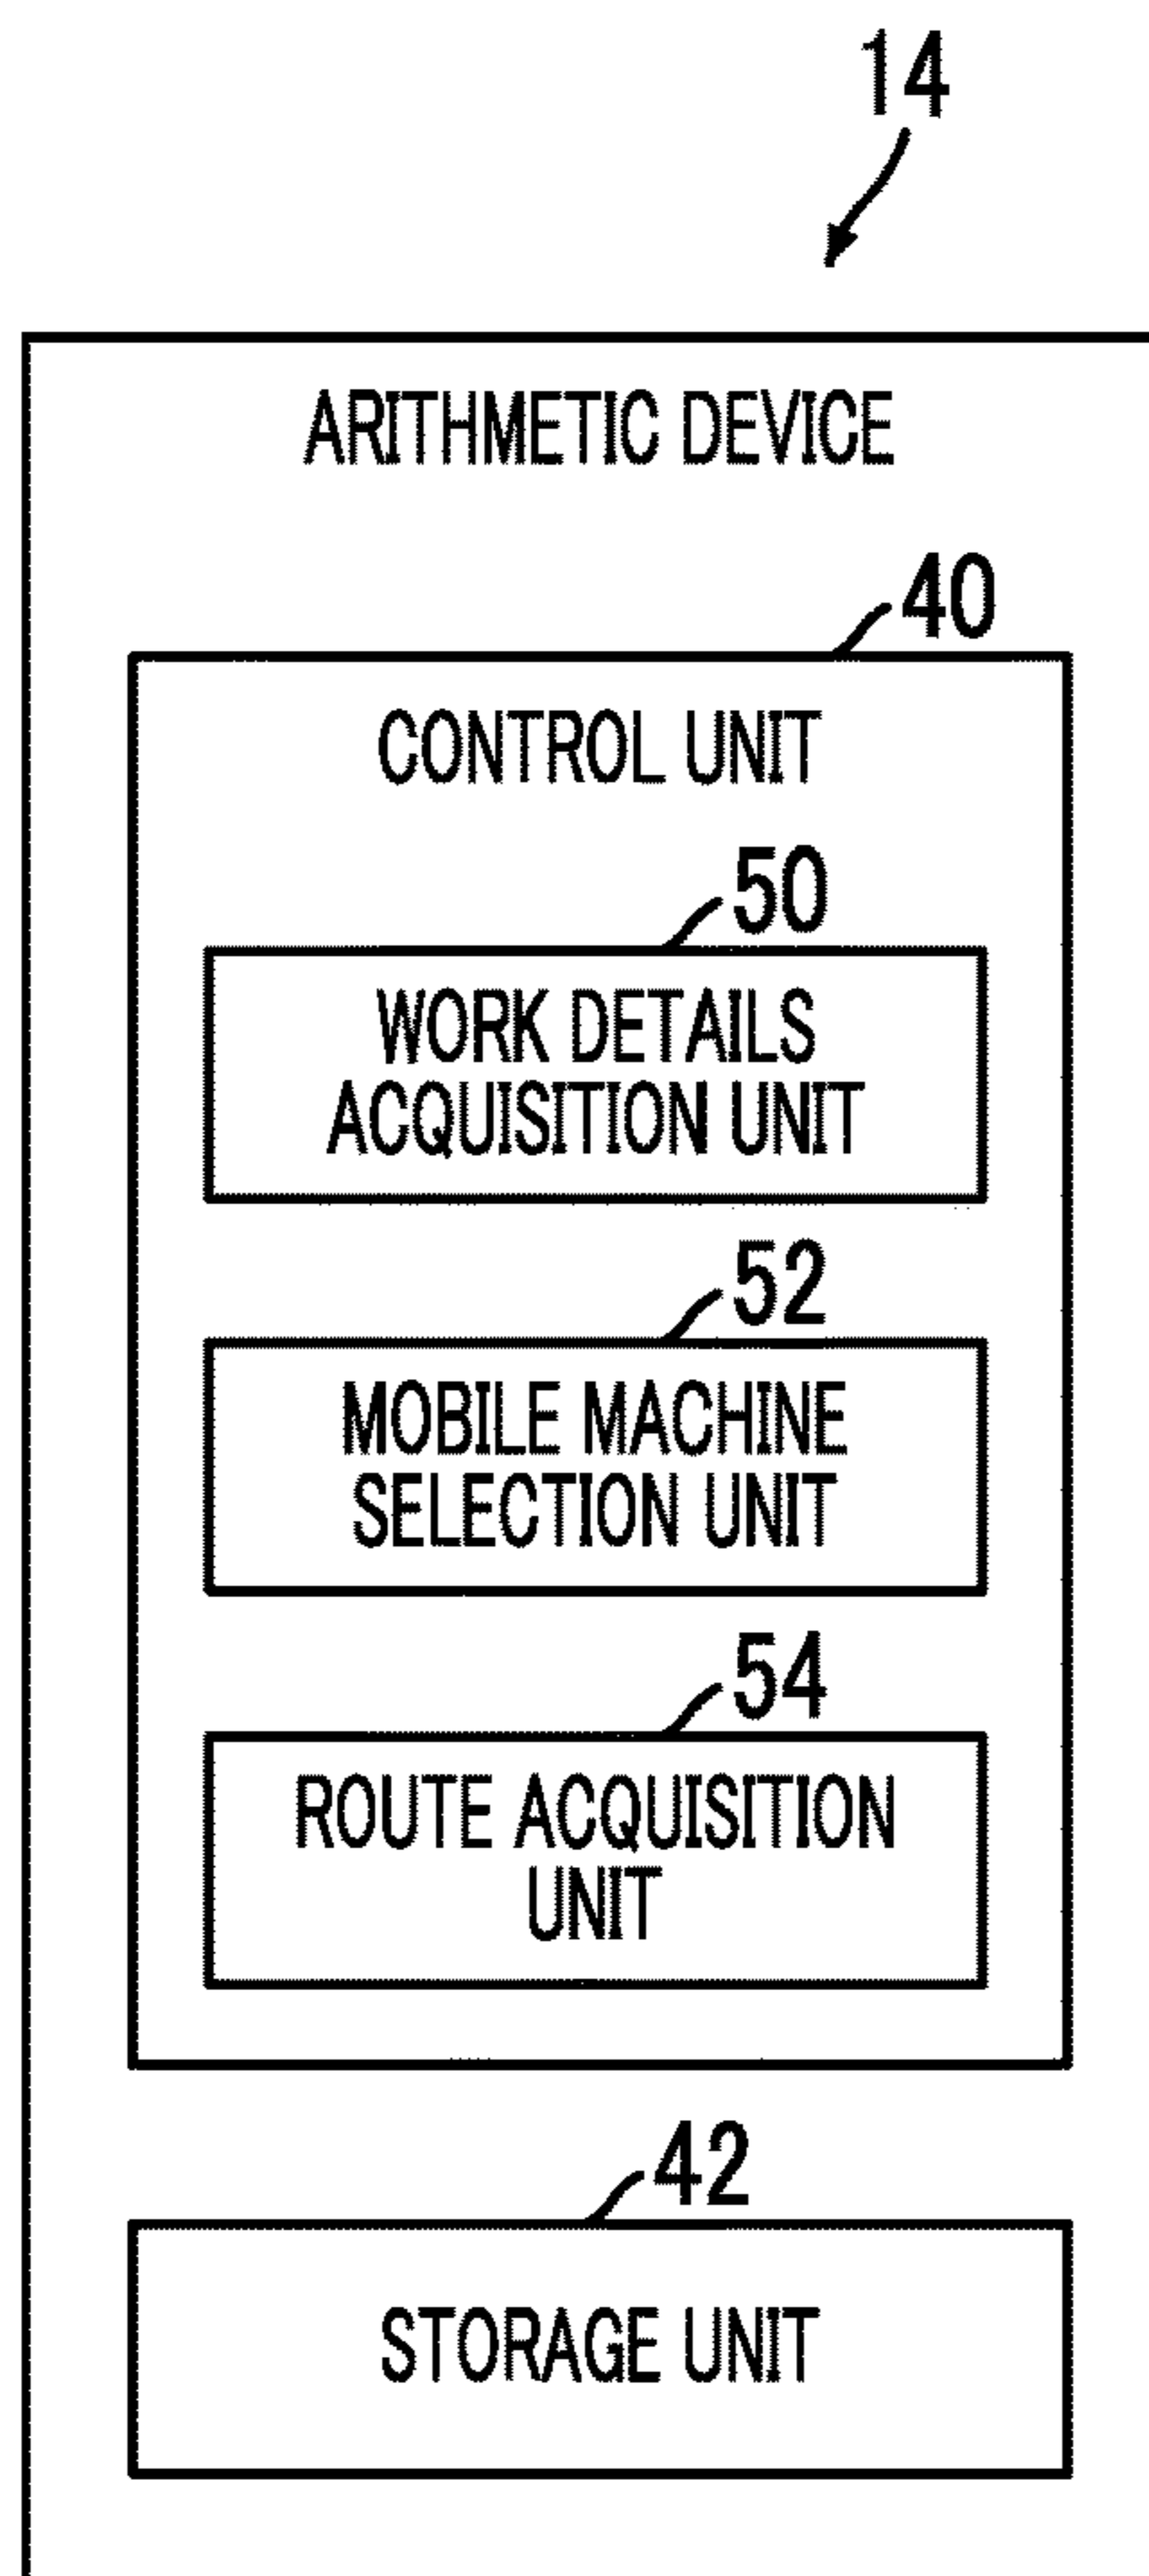 14
ARITHMETIC DEVICE
40
CONTROL UNIT
50
WORK DETAILS
ACQUISITION UNIT
52
MOBILE MACHINE
SELECTION UNIT
54
ROUTE ACQUISITION
UNIT
42
STORAGE UNIT